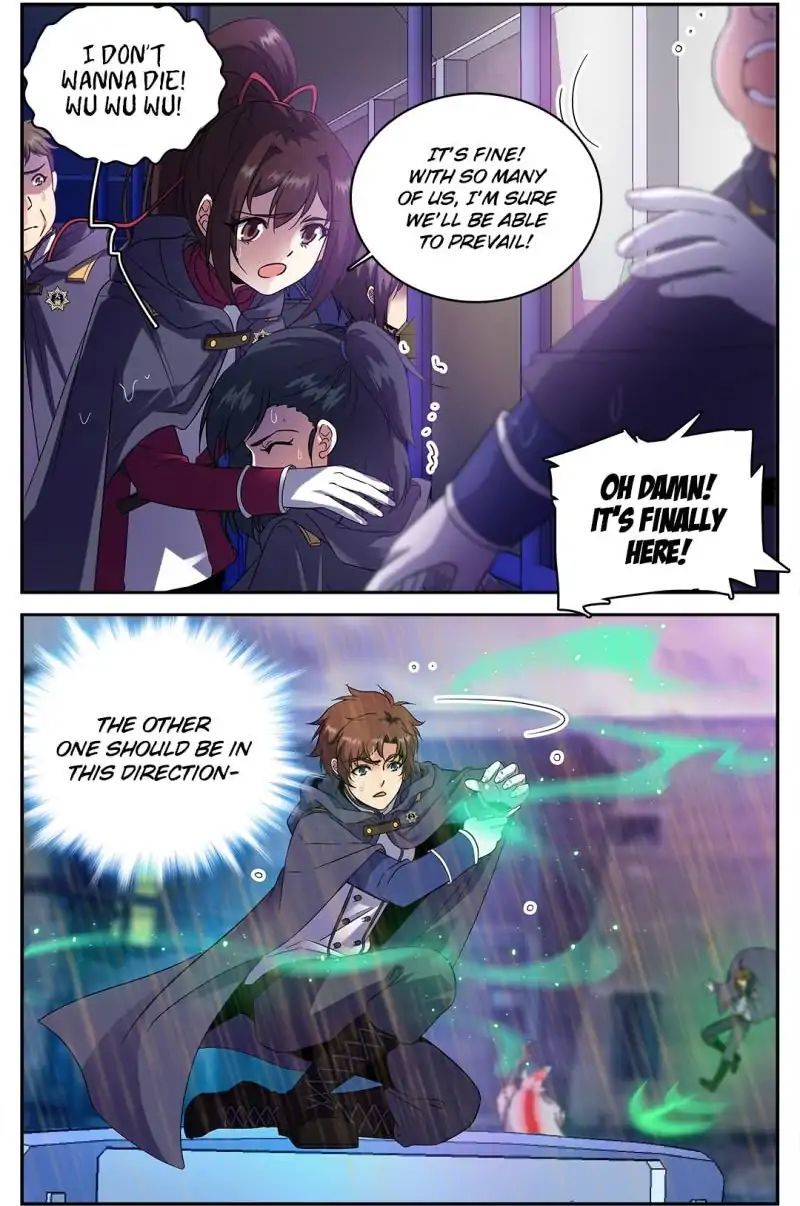 I DON'T
WANNA DIE!
WU WU WU!
IT'S FINE!
WITH SO MANY
OF US, I'M SURE
WE'LL BE ABLE
TO PREVAIL!
OH DAMN!
IT'S FINALLY
HERE!
THE OTHER
ONE SHOULD BE IN
THIS DIRECTION-